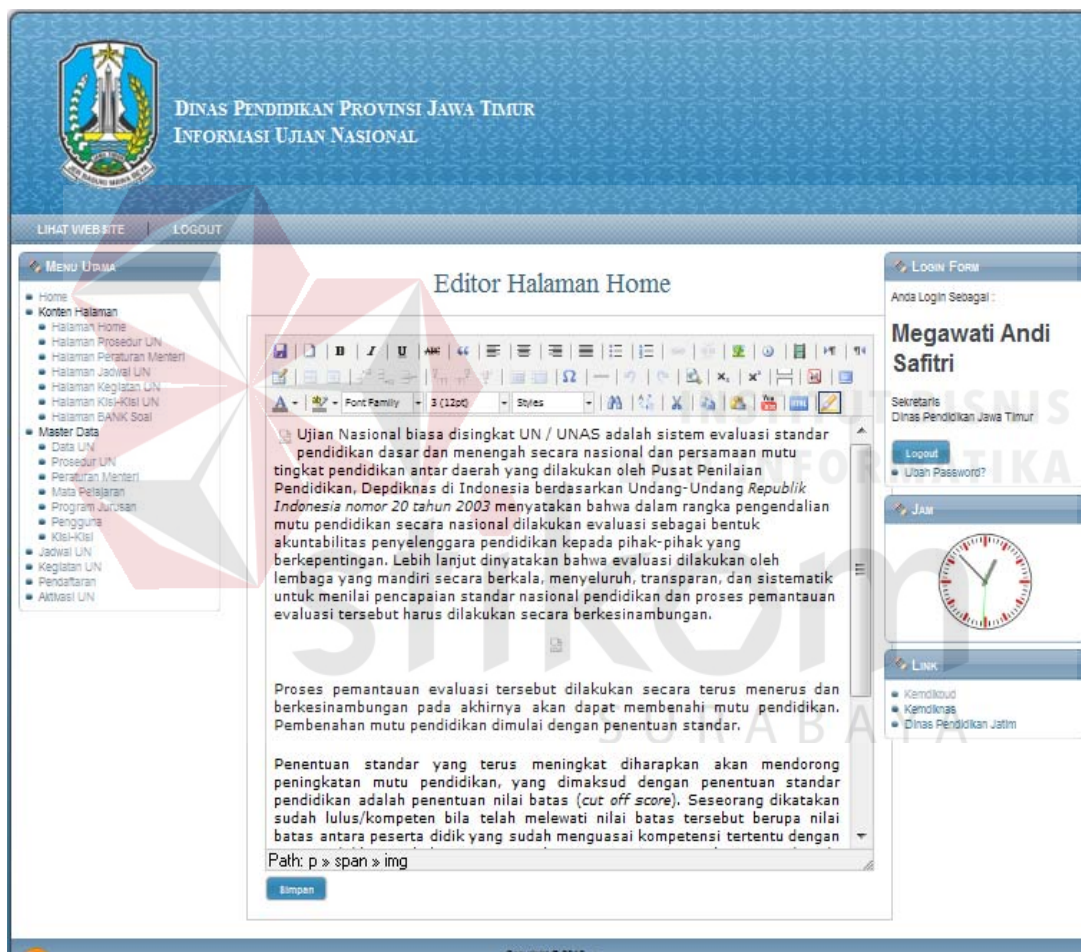 DINAS PENDIDIKAN PROVINSI JAWA TIMUR
INFORMASI UJIAN NASIONAL
LIHAT WEBSITE | LOGOUT
MENU UTAMA
Home
Konten Halaman
Halaman Home
Halaman Prosedur UN
Halaman Peraturan Menteri
Halaman Jadwal UN
Halaman Kegiatan UN
Halaman Kisi-Kisi UN
Halaman BANK Soal
Master Data
Data UN
Prosedur UN
Peraturan Menteri
Mata Pelajaran
Program Jurusan
Pengguna
Kisi-Kisi
Jadwal UN
Kegiatan UN
Pendaftaran
Aktivasi UN
Editor Halaman Home
Font Family 3 (12pt) Styles
Ujian Nasional biasa disingkat UN / UNAS adalah sistem evaluasi standar
pendidikan dasar dan menengah secara nasional dan persamaan mutu
tingkat pendidikan antar daerah yang dilakukan oleh Pusat Penilaian
Pendidikan, Depdiknas di Indonesia berdasarkan Undang-Undang Republik
Indonesia nomor 20 tahun 2003 menyatakan bahwa dalam rangka pengendalian
mutu pendidikan secara nasional dilakukan evaluasi sebagai bentuk
akuntabilitas penyelenggara pendidikan kepada pihak-pihak yang
berkepentingan. Lebih lanjut dinyatakan bahwa evaluasi dilakukan oleh
lembaga yang mandiri secara berkala, menyeluruh, transparan, dan sistematik
untuk menilai pencapaian standar nasional pendidikan dan proses pemantauan
evaluasi tersebut harus dilakukan secara berkesinambungan.
Proses pemantauan evaluasi tersebut dilakukan secara terus menerus dan
berkesinambungan pada akhirnya akan dapat membenahi mutu pendidikan.
Pembenahan mutu pendidikan dimulai dengan penentuan standar.
Penentuan standar yang terus meningkat diharapkan akan mendorong
peningkatan mutu pendidikan, yang dimaksud dengan penentuan standar
pendidikan adalah penentuan nilai batas (cut off score). Seseorang dikatakan
sudah lulus/kompeten bila telah melewati nilai batas tersebut berupa nilai
batas antara peserta didik yang sudah menguasai kompetensi tertentu dengan
Path: p » span » img
Simpan
LOGIN FORM
Anda Login Sebagai :
Megawati Andi
Safitri
Sekretaris
Dinas Pendidikan Jawa Timur
Logout
Ubah Password?
JAM
LINK
Kemdikbud
Kemdiknas
Dinas Pendidikan Jatim
INSTITUT BISNIS
DAN INFORMATIKA
stikom
SURABAYA